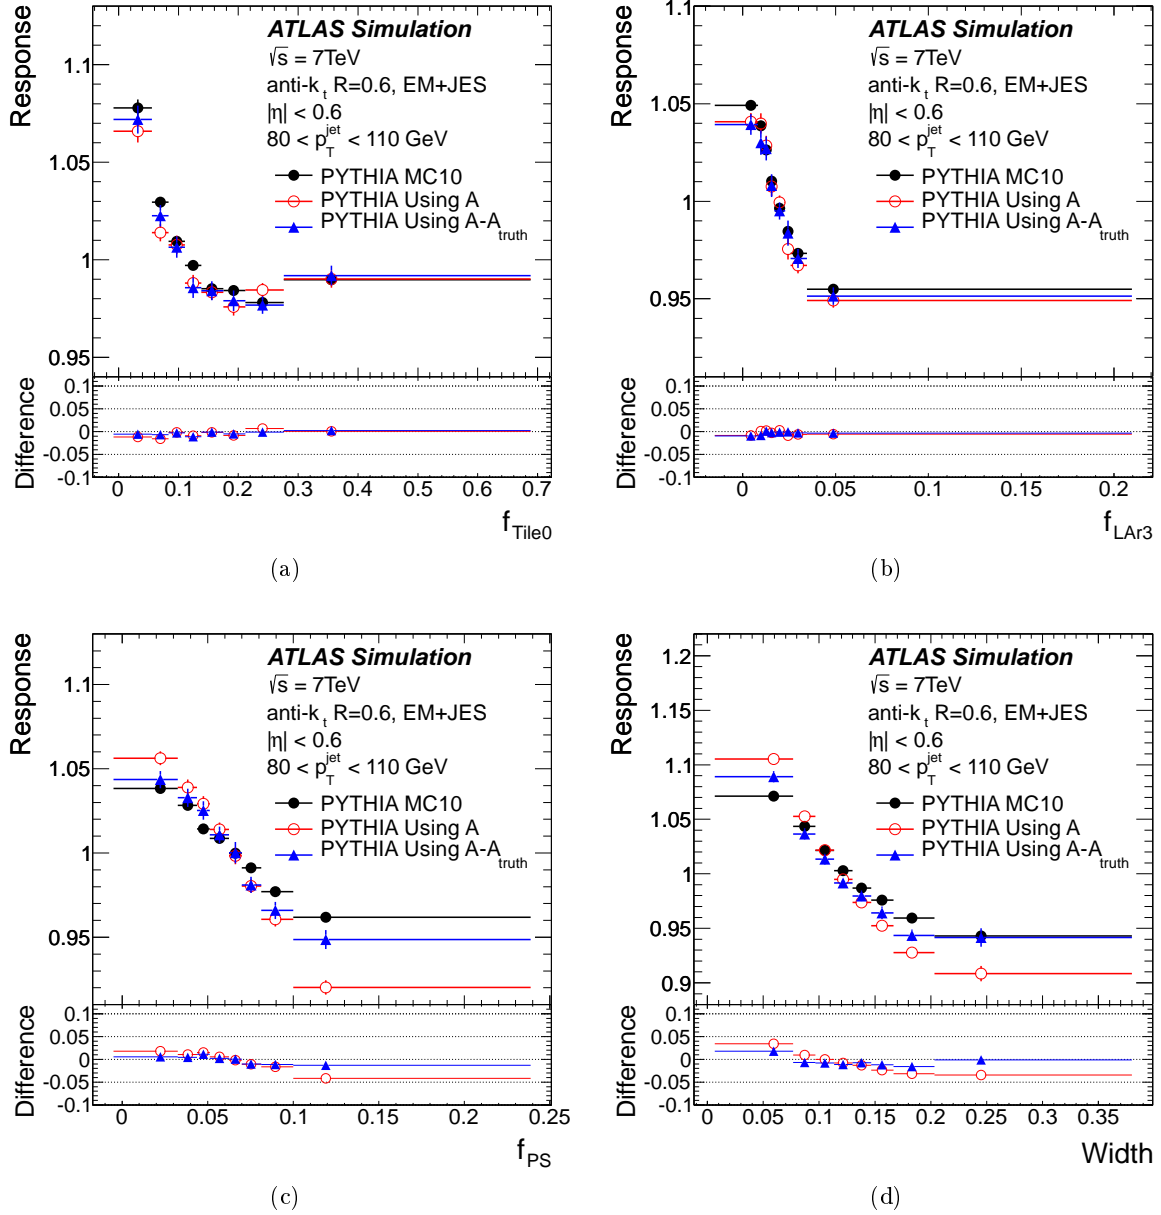 ATLAS Simulation
√s = 7TeV
anti-k_t R=0.6, EM+JES
|η| < 0.6
80 < p_T^jet < 110 GeV
PYTHIA MC10
PYTHIA Using A
PYTHIA Using A-A_truth
Response
1.1
1.05
1
0.95
Difference
0.1
0.05
0
-0.05
-0.1
0 0.1 0.2 0.3 0.4 0.5 0.6 0.7
f_Tile0
(a)
ATLAS Simulation
√s = 7TeV
anti-k_t R=0.6, EM+JES
|η| < 0.6
80 < p_T^jet < 110 GeV
PYTHIA MC10
PYTHIA Using A
PYTHIA Using A-A_truth
Response
1.1
1.05
1
0.95
Difference
0.1
0.05
0
-0.05
-0.1
0 0.05 0.1 0.15 0.2
f_LAr3
(b)
ATLAS Simulation
√s = 7TeV
anti-k_t R=0.6, EM+JES
|η| < 0.6
80 < p_T^jet < 110 GeV
PYTHIA MC10
PYTHIA Using A
PYTHIA Using A-A_truth
Response
1.1
1.05
1
0.95
Difference
0.1
0.05
0
-0.05
-0.1
0 0.05 0.1 0.15 0.2 0.25
f_PS
(c)
ATLAS Simulation
√s = 7TeV
anti-k_t R=0.6, EM+JES
|η| < 0.6
80 < p_T^jet < 110 GeV
PYTHIA MC10
PYTHIA Using A
PYTHIA Using A-A_truth
Response
1.2
1.15
1.1
1.05
1
0.95
0.9
Difference
0.1
0.05
0
-0.05
-0.1
0 0.05 0.1 0.15 0.2 0.25 0.3 0.35
Width
(d)